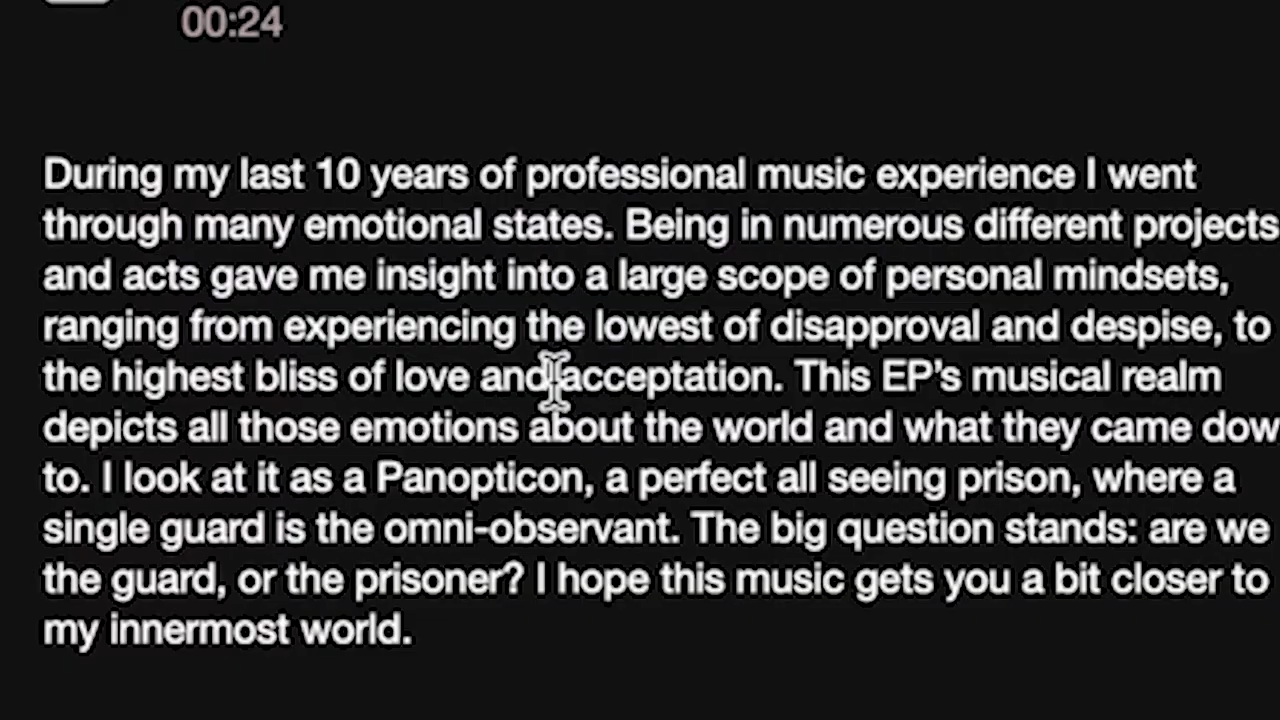 00:24
During my last 10 years of professional music experience I went
through many emotional states. Being in numerous different projects
and acts gave me insight into a large scope of personal mindsets,
ranging from experiencing the lowest of disapproval and despise, to
the highest bliss of love and acceptation. This EP’s musical realm
depicts all those emotions about the world and what they came dow
to. I look at it as a Panopticon, a perfect all seeing prison, where a
single guard is the omni-observant. The big question stands: are we
the guard, or the prisoner? I hope this music gets you a bit closer to
my innermost world.